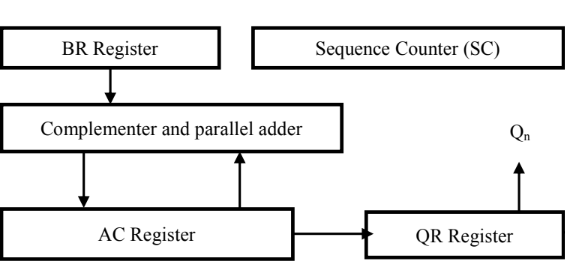 BR Register
Sequence Counter (SC)
Complementer and parallel adder
Qn
AC Register
QR Register